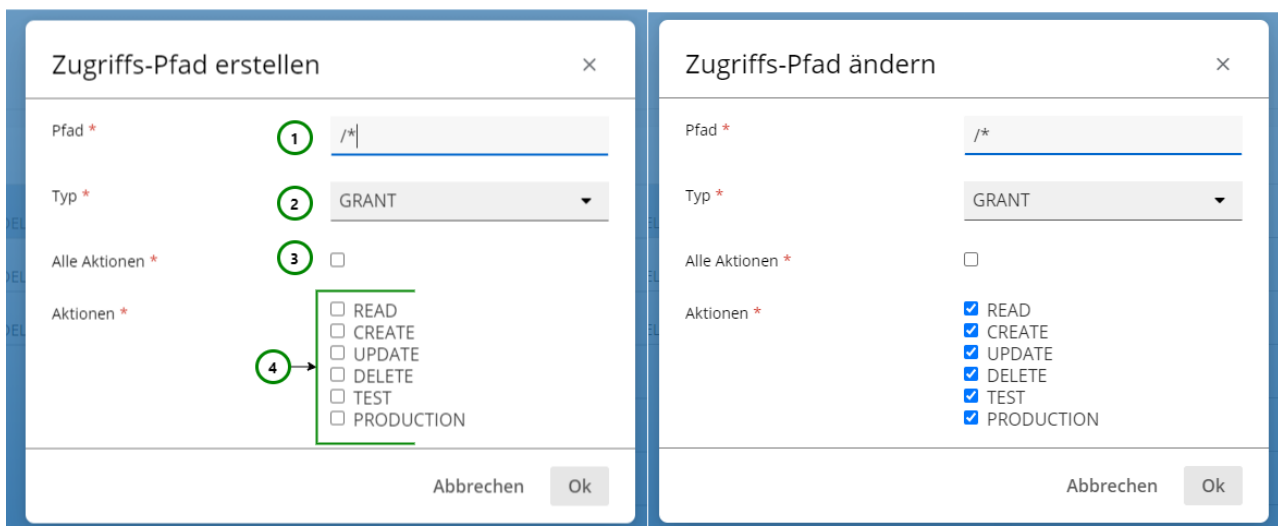 Zugriffs-Pfad erstellen ×
Pfad * 1 /*
Typ * 2 GRANT
Alle Aktionen * 3
Aktionen * READ
CREATE
UPDATE
4 DELETE
TEST
PRODUCTION
Abbrechen Ok
Zugriffs-Pfad ändern ×
Pfad * /*
Typ * GRANT
Alle Aktionen *
Aktionen * READ
CREATE
UPDATE
DELETE
TEST
PRODUCTION
Abbrechen Ok